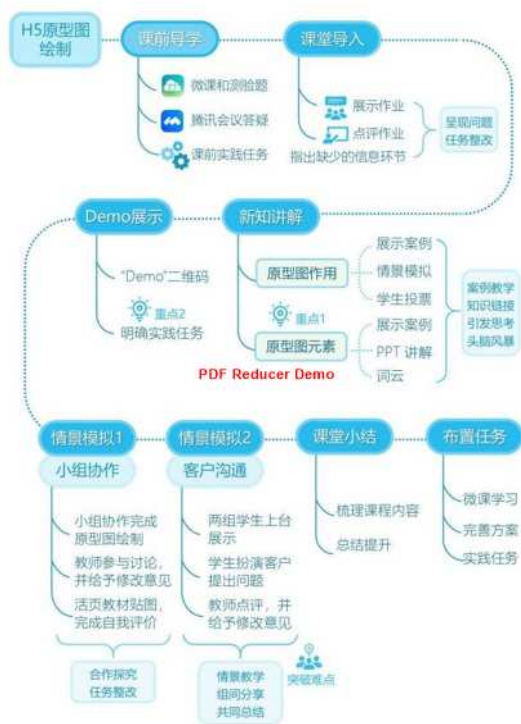 H5原型图
绘制
课前导学
微课和测验题
腾讯会议答疑
课前实践任务
课堂导入
展示作业
点评作业
指出缺少的信息环节
呈现问题
任务整改
Demo展示
"Demo"二维码
重点2
明确实践任务
新知讲解
原型图作用
展示案例
情景模拟
学生投票
重点1
原型图元素
展示案例
PPT 讲解
词云
案例教学
知识链接
引发思考
头脑风暴
PDF Reducer Demo
情景模拟1
小组协作
小组协作完成
原型图绘制
教师参与讨论，
并给予修改意见
活页教材贴图，
完成自我评价
合作探究
任务整改
情景模拟2
客户沟通
两组学生上台
展示
学生扮演客户
提出问题
教师点评，并
给予修改意见
情景教学
组间分享
共同总结
突破难点
课堂小结
梳理课程内容
总结提升
布置任务
微课学习
完善方案
实践任务